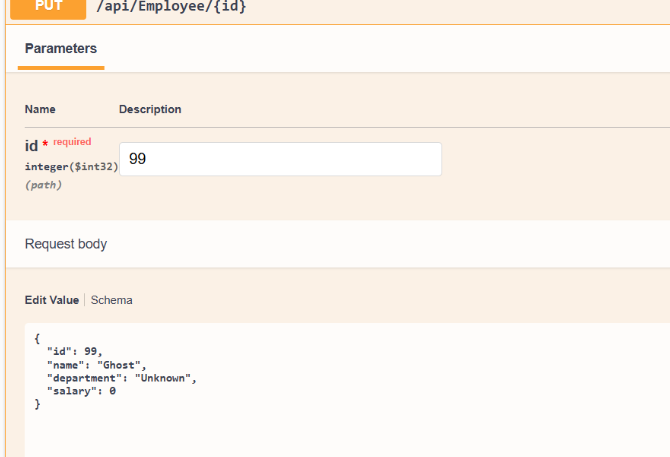 PUT /api/Employee/{id}
Parameters
Name Description
id * required 99
integer($int32)
(path)
Request body
Edit Value Schema
{
"id": 99,
"name": "Ghost",
"department": "Unknown",
"salary": 0
}